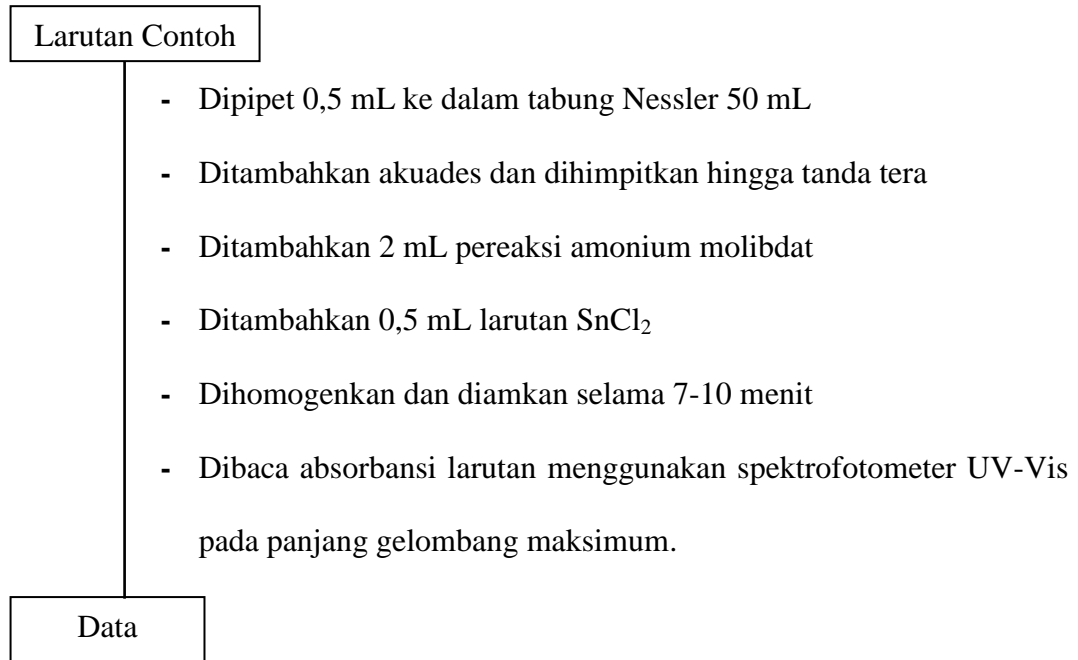 Larutan Contoh
- Dipipet 0,5 mL ke dalam tabung Nessler 50 mL
- Ditambahkan akuades dan dihimpitkan hingga tanda tera
- Ditambahkan 2 mL pereaksi amonium molibdat
- Ditambahkan 0,5 mL larutan SnCl₂
- Dihomogenkan dan diamkan selama 7-10 menit
- Dibaca absorbansi larutan menggunakan spektrofotometer UV-Vis
pada panjang gelombang maksimum.
Data